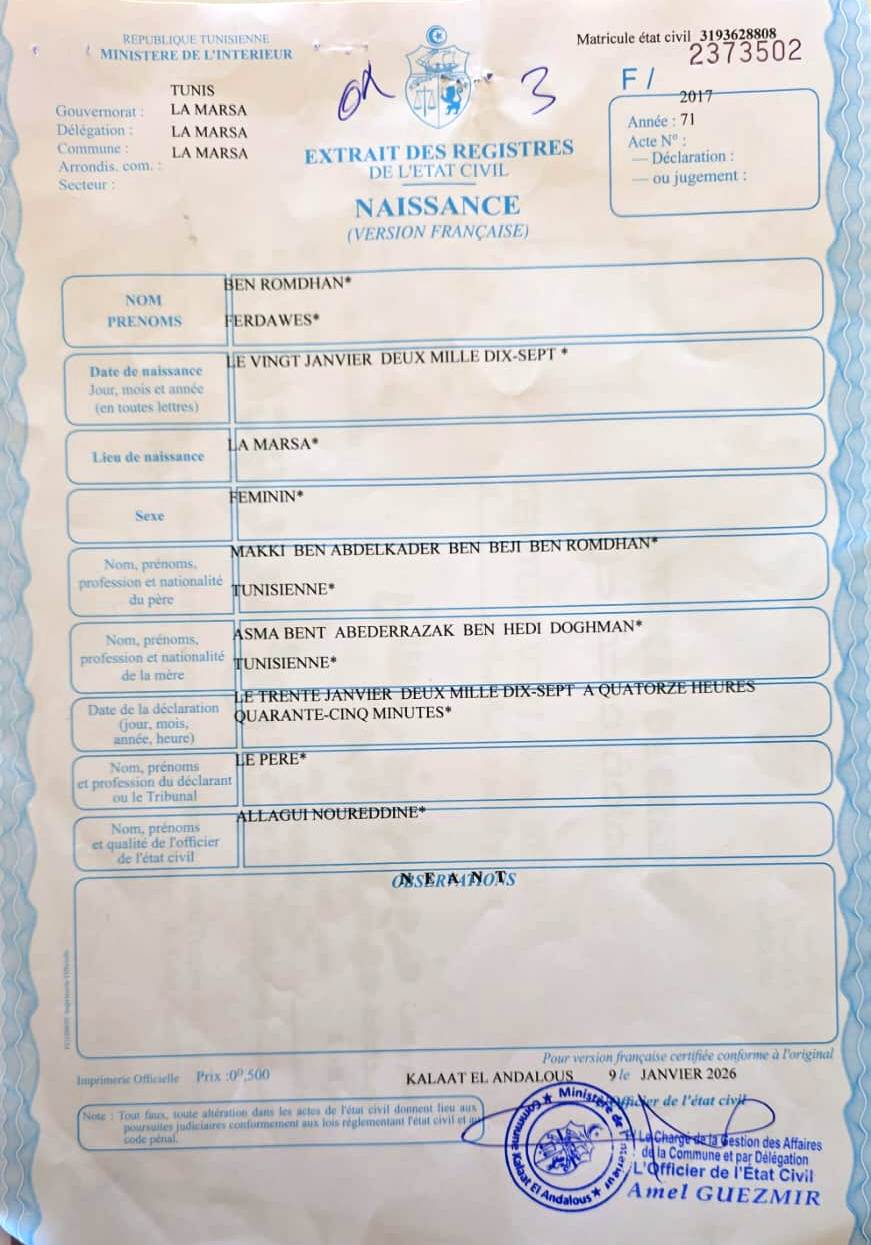 REPUBLIQUE TUNISIENNE
MINISTERE DE L'INTERIEUR
Matricule état civil 3193628808
2373502
F /
3
TUNIS
Gouvernorat : LA MARSA
Délégation : LA MARSA
Commune : LA MARSA
Arrondis. com. :
Secteur :
2017
Année : 71
Acte N° :
— Déclaration :
— ou jugement :
EXTRAIT DES REGISTRES
DE L'ETAT CIVIL
NAISSANCE
(VERSION FRANÇAISE)
NOM
PRENOMS
BEN ROMDHAN*
FERDAWES*
Date de naissance
Jour, mois et année
(en toutes lettres)
LE VINGT JANVIER DEUX MILLE DIX-SEPT *
Lieu de naissance
LA MARSA*
Sexe
FEMININ*
Nom, prénoms,
profession et nationalité
du père
MAKKI BEN ABDELKADER BEN BEJI BEN ROMDHAN*
TUNISIENNE*
Nom, prénoms,
profession et nationalité
de la mère
ASMA BENT ABEDERRAZAK BEN HEDI DOGHMAN*
TUNISIENNE*
Date de la déclaration
(jour, mois,
année, heure)
LE TRENTE JANVIER DEUX MILLE DIX-SEPT A QUATORZE HEURES
QUARANTE-CINQ MINUTES*
Nom, prénoms
et profession du déclarant
ou le Tribunal
LE PERE*
Nom, prénoms
et qualité de l'officier
de l'état civil
ALLAGUI NOUREDDINE*
OBSERVATIONS
N E A N T
Pour version française certifiée conforme à l'original
Imprimerie Officielle Prix :0ᴰ,500
KALAAT EL ANDALOUS 9 le JANVIER 2026
Officier de l'état civil
Note : Tout faux, toute altération dans les actes de l'état civil donnent lieu aux
poursuites judiciaires conformement aux lois réglementant l'état civil et au
code pénal.
Ministère de l'Interieur
Commune Kalaat El Andalous
P/ Le Chargé de la Gestion des Affaires
de la Commune et par Délégation
L'Officier de l'État Civil
Amel GUEZMIR